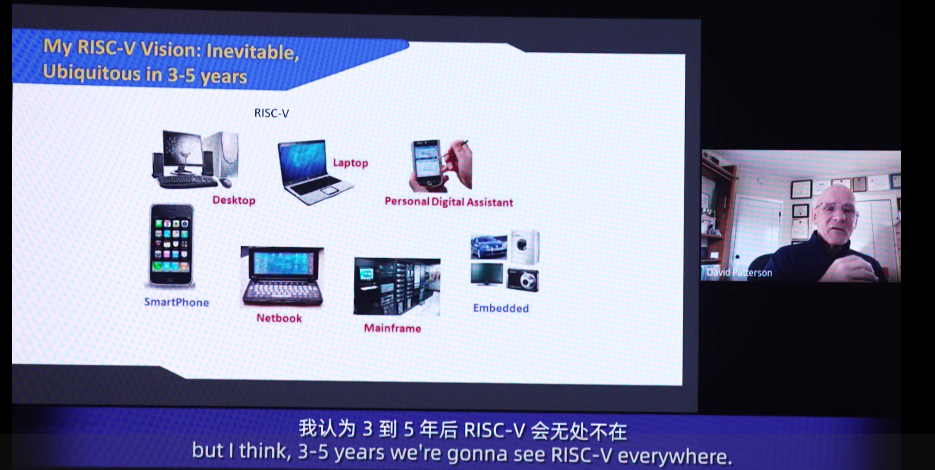 My RISC-V Vision: Inevitable,
Ubiquitous in 3-5 years
RISC-V
Desktop
Laptop
Personal Digital Assistant
SmartPhone
Netbook
Mainframe
Embedded
David Patterson
我认为 3 到 5 年后 RISC-V 会无处不在
but I think, 3-5 years we're gonna see RISC-V everywhere.